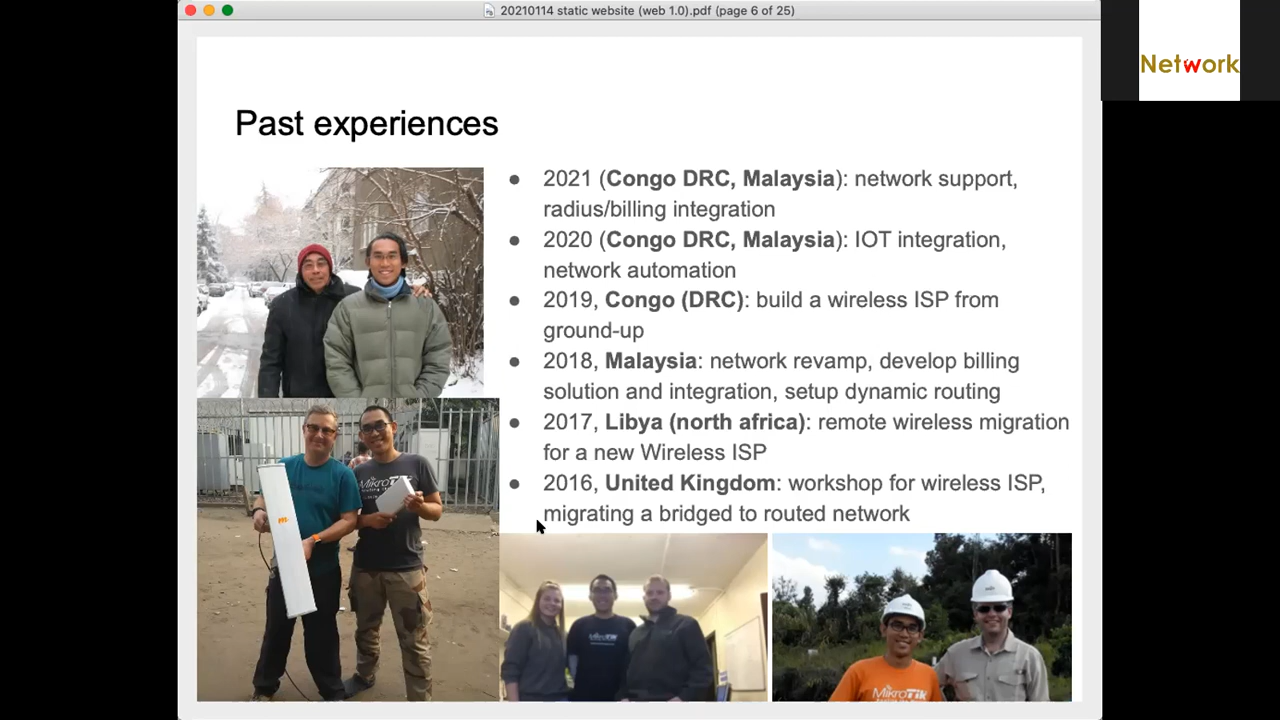 20210114 static website (web 1.0).pdf (page 6 of 25)
Network
Past experiences
● 2021 (Congo DRC, Malaysia): network support,
radius/billing integration
● 2020 (Congo DRC, Malaysia): IOT integration,
network automation
● 2019, Congo (DRC): build a wireless ISP from
ground-up
● 2018, Malaysia: network revamp, develop billing
solution and integration, setup dynamic routing
● 2017, Libya (north africa): remote wireless migration
for a new Wireless ISP
● 2016, United Kingdom: workshop for wireless ISP,
migrating a bridged to routed network
MikroTik
MikroTik
MikroTik